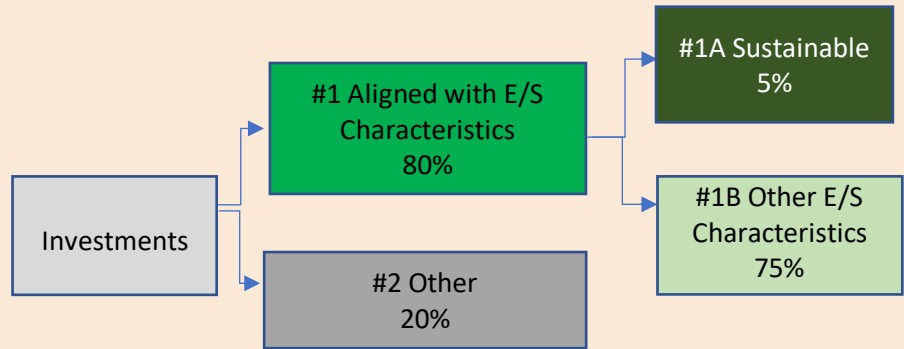 Investments
#1 Aligned with E/S
Characteristics
80%
#2 Other
20%
#1A Sustainable
5%
#1B Other E/S
Characteristics
75%